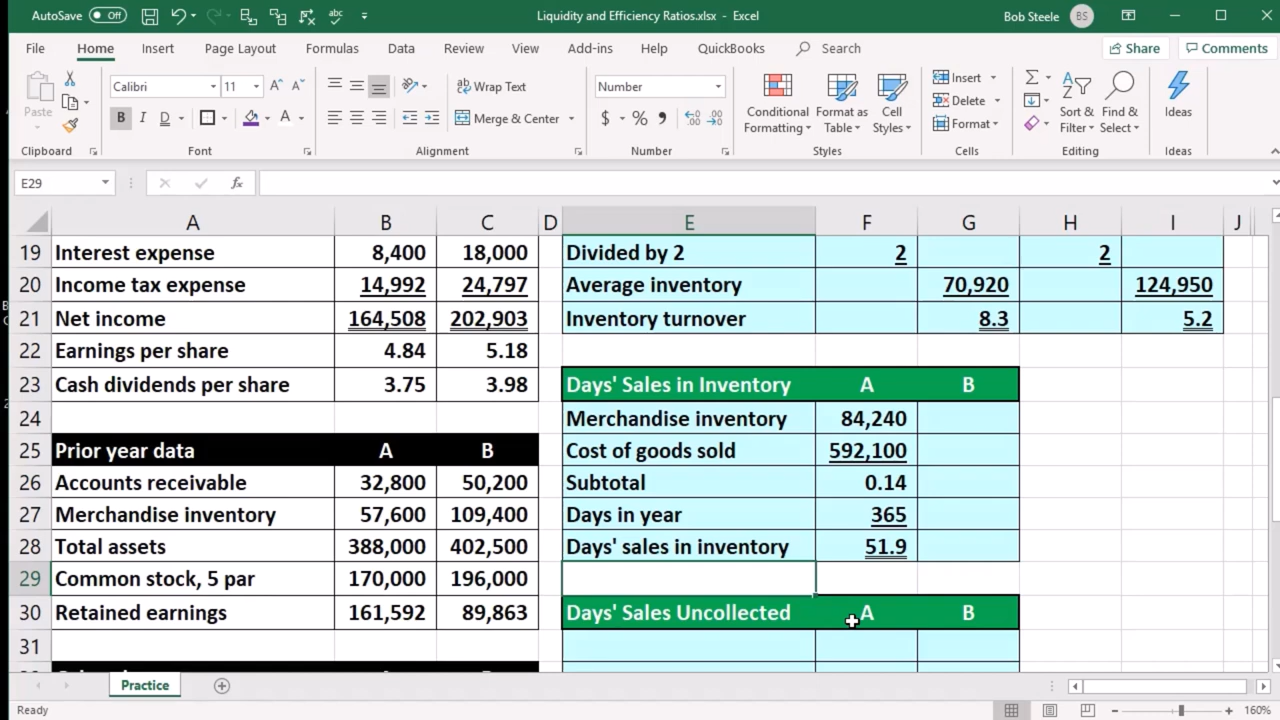 AutoSave Off Liquidity and Efficiency Ratios.xlsx - Excel Bob Steele BS
File Home Insert Page Layout Formulas Data Review View Add-ins Help QuickBooks Search Share Comments
Paste Calibri 11 A A Wrap Text Number Conditional Formatting Format as Table Cell Styles Insert Delete Format Sort & Filter Find & Select Ideas
B I D A Merge & Center $ % ,
Clipboard Font Alignment Number Styles Cells Editing Ideas
E29 fx
A B C D E F G H I J
19 Interest expense 8,400 18,000 Divided by 2 2 2
20 Income tax expense 14,992 24,797 Average inventory 70,920 124,950
21 Net income 164,508 202,903 Inventory turnover 8.3 5.2
22 Earnings per share 4.84 5.18
23 Cash dividends per share 3.75 3.98 Days' Sales in Inventory A B
24 Merchandise inventory 84,240
25 Prior year data A B Cost of goods sold 592,100
26 Accounts receivable 32,800 50,200 Subtotal 0.14
27 Merchandise inventory 57,600 109,400 Days in year 365
28 Total assets 388,000 402,500 Days' sales in inventory 51.9
29 Common stock, 5 par 170,000 196,000
30 Retained earnings 161,592 89,863 Days' Sales Uncollected A B
31
Practice
Ready 160%